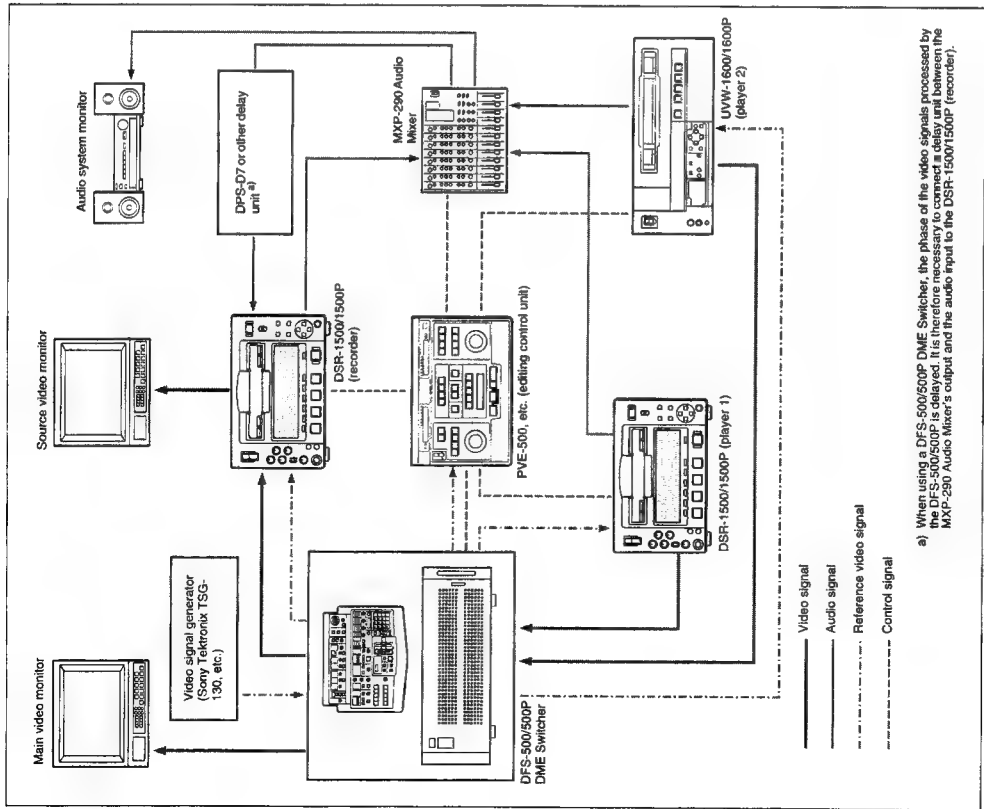 Main video monitor
Source video monitor
Audio system monitor
Video signal generator
(Sony Tektronix TSG-
130, etc.)
DPS-D7 or other delay
unit a)
DSR-1500/1500P
(recorder)
MXP-290 Audio
Mixer
DFS-500/500P
DME Switcher
PVE-500, etc. (editing control unit)
DSR-1500/1500P (player 1)
UVW-1600/1600P
(player 2)
Video signal
Audio signal
Reference video signal
Control signal
a) When using a DFS-500/500P DME Switcher, the phase of the video signals processed by
the DFS-500/500P is delayed. It is therefore necessary to connect a delay unit between the
MXP-290 Audio Mixer's output and the audio input to the DSR-1500/1500P (recorder).